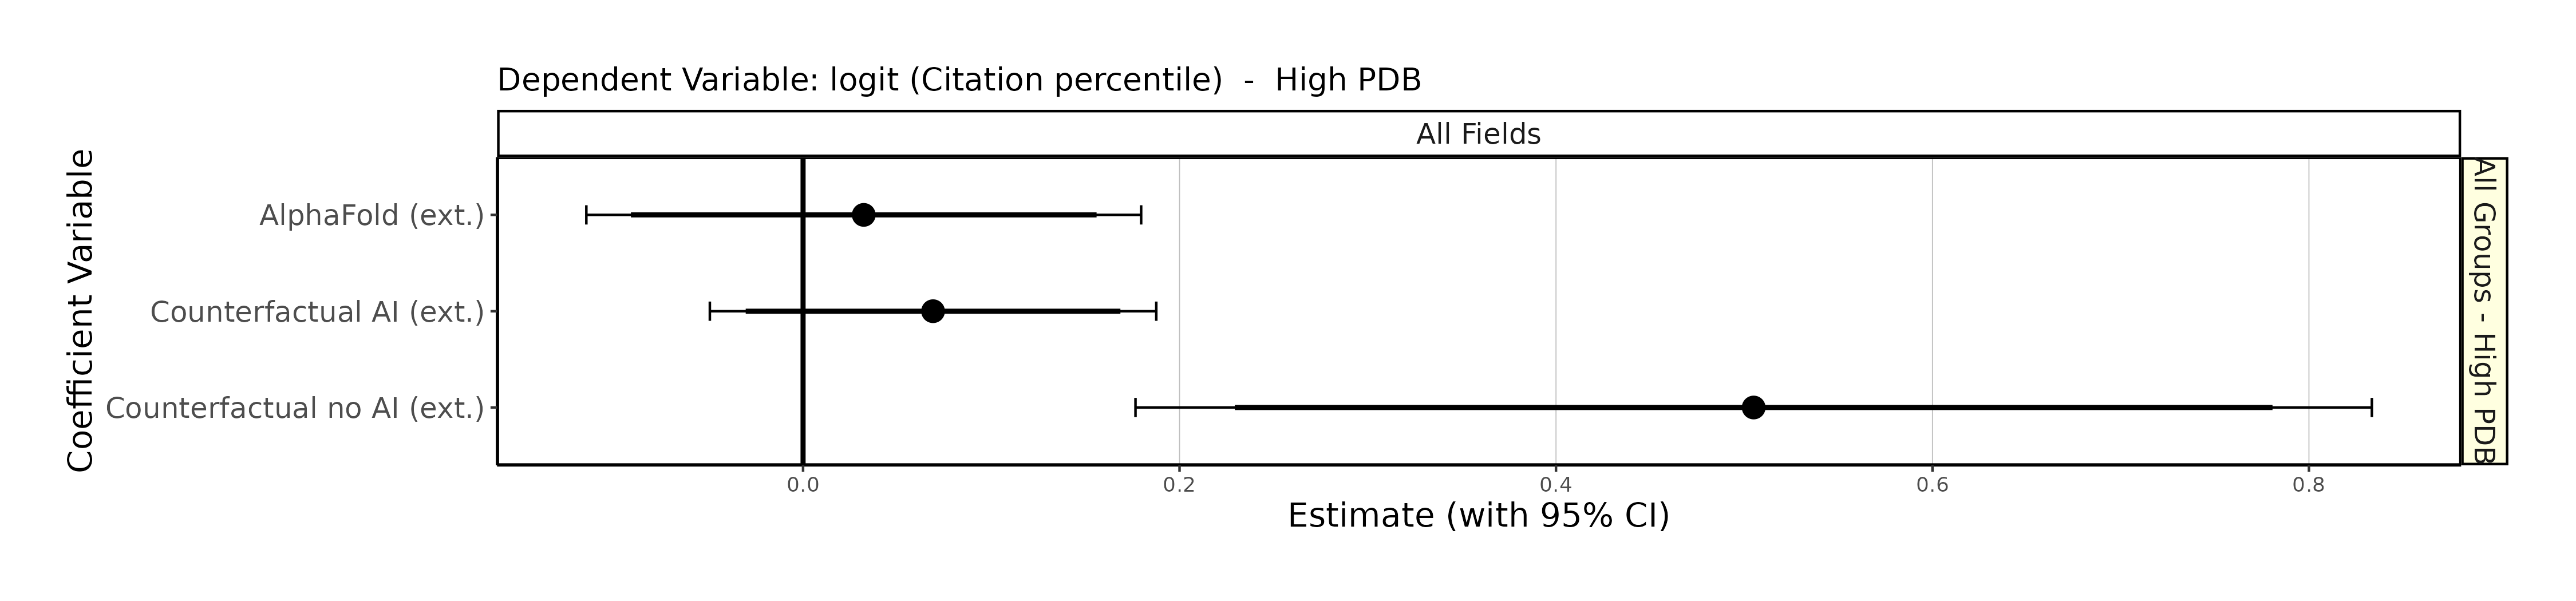 Dependent Variable: logit (Citation percentile)  -  High PDB
All Fields
Coefficient Variable
AlphaFold (ext.)
Counterfactual AI (ext.)
Counterfactual no AI (ext.)
All Groups - High PDB
0.0
0.2
0.4
0.6
0.8
Estimate (with 95% CI)